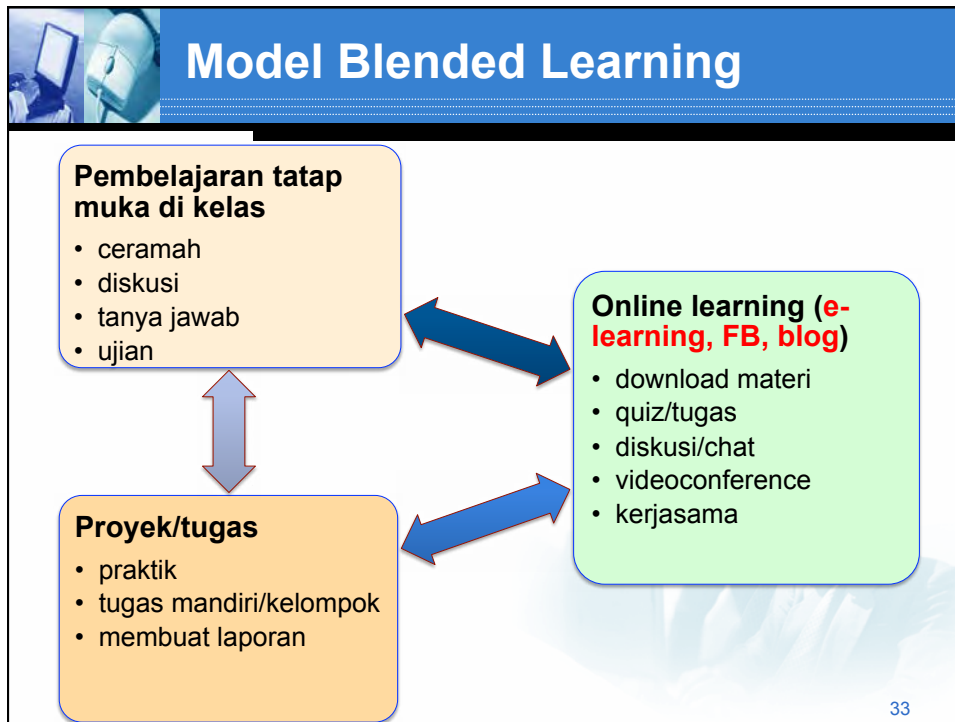 Model Blended Learning
Pembelajaran tatap
muka di kelas
• ceramah
• diskusi
• tanya jawab
• ujian
Online learning (e-
learning, FB, blog)
• download materi
• quiz/tugas
• diskusi/chat
• videoconference
• kerjasama
Proyek/tugas
• praktik
• tugas mandiri/kelompok
• membuat laporan
33